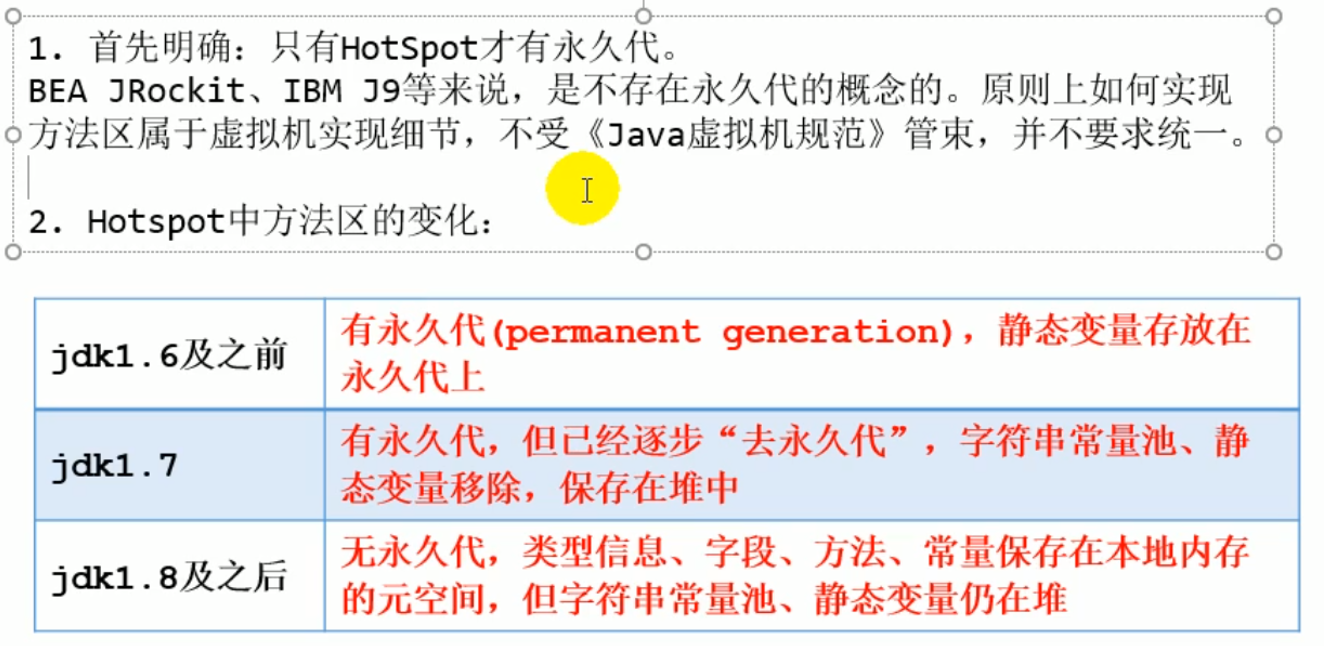 1. 首先明确：只有HotSpot才有永久代。
BEA JRockit、IBM J9等来说，是不存在永久代的概念的。原则上如何实现
方法区属于虚拟机实现细节，不受《Java虚拟机规范》管束，并不要求统一。
2. Hotspot中方法区的变化：
jdk1.6及之前
有永久代(permanent generation)，静态变量存放在
永久代上
jdk1.7
有永久代，但已经逐步“去永久代”，字符串常量池、静
态变量移除，保存在堆中
jdk1.8及之后
无永久代，类型信息、字段、方法、常量保存在本地内存
的元空间，但字符串常量池、静态变量仍在堆